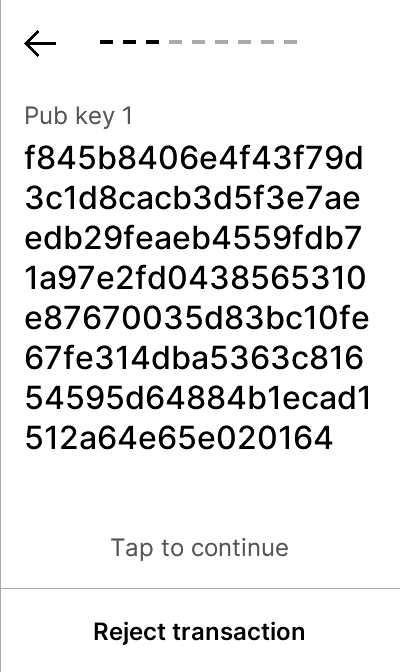 Pub key 1
f845b8406e4f43f79d
3c1d8cacb3d5f3e7ae
edb29feaeb4559fdb7
1a97e2fd0438565310
e87670035d83bc10fe
67fe314dba5363c816
54595d64884b1ecad1
512a64e65e020164
Tap to continue
Reject transaction